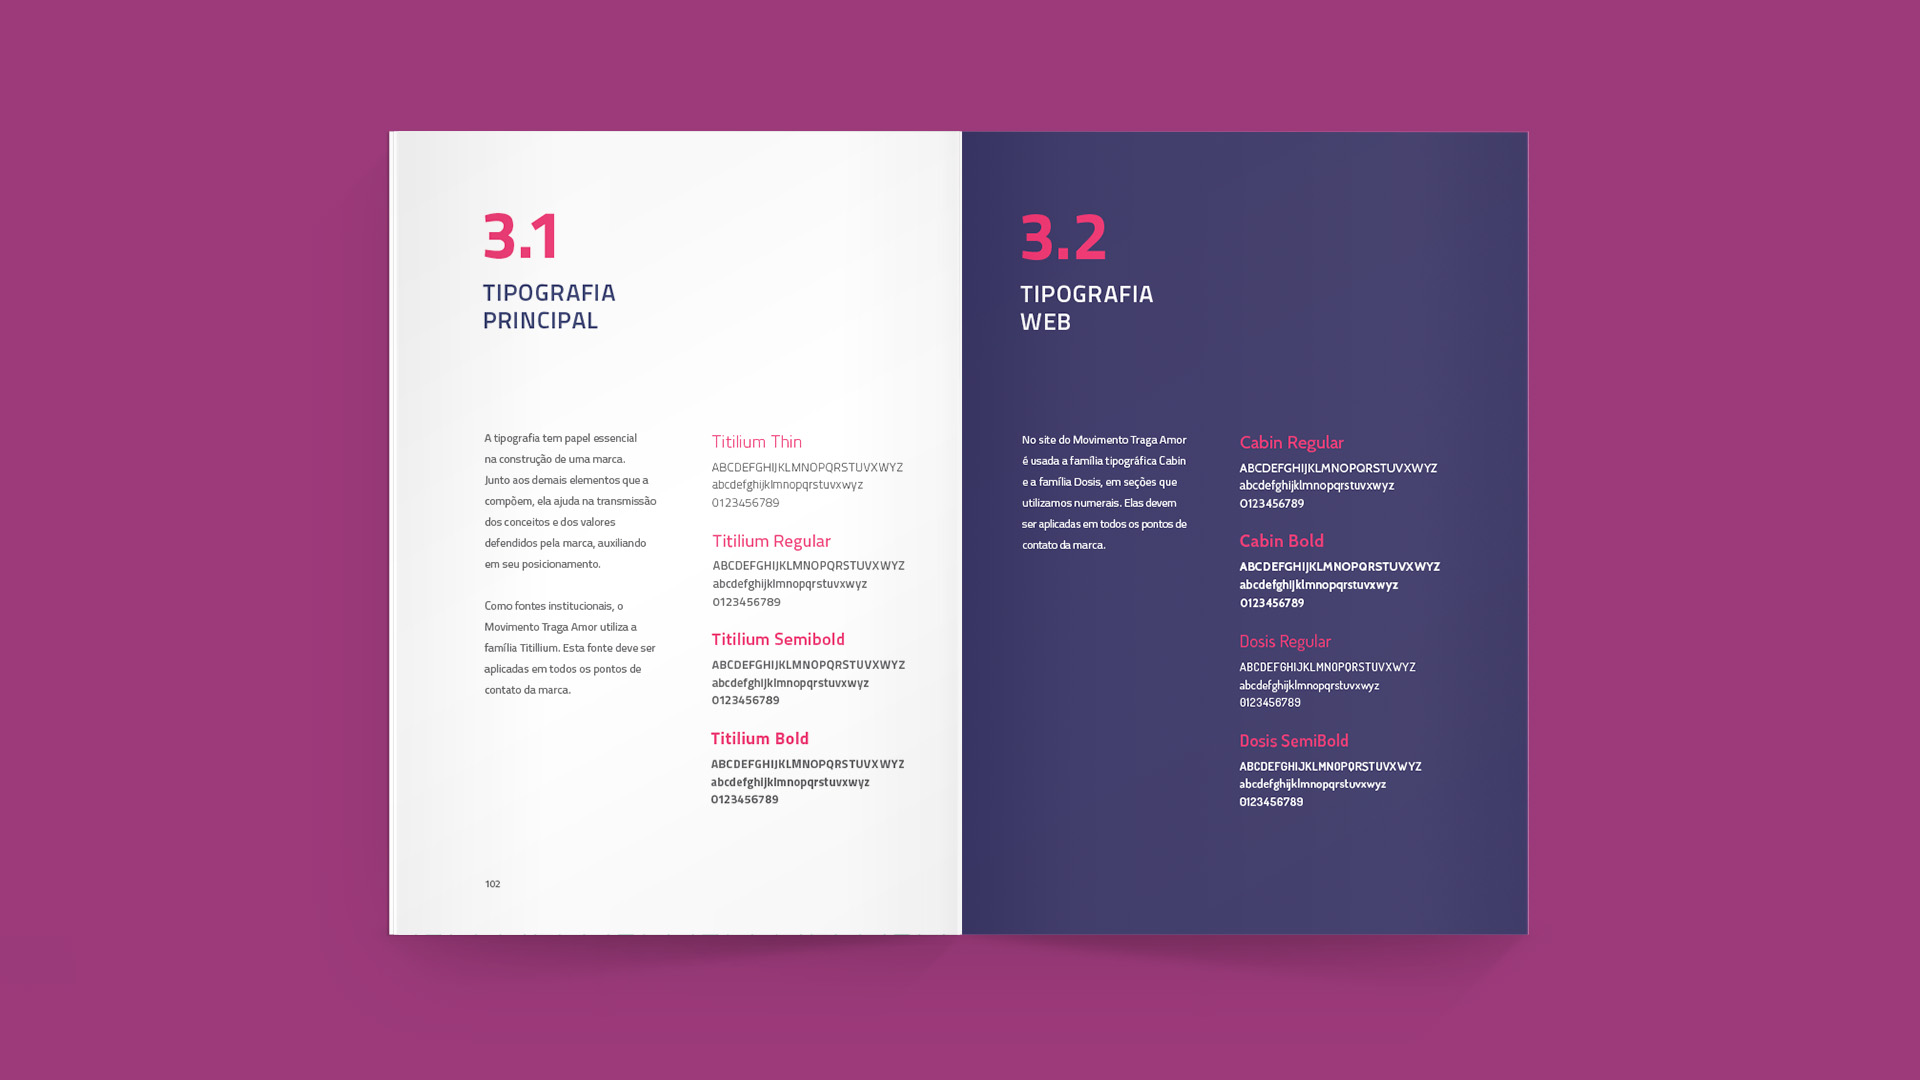 3.1
TIPOGRAFIA
PRINCIPAL
A tipografia tem papel essencial
na construção de uma marca.
Junto aos demais elementos que a
compõem, ela ajuda na transmissão
dos conceitos e dos valores
defendidos pela marca, auxiliando
em seu posicionamento.
Como fontes institucionais, o
Movimento Traga Amor utiliza a
família Titillium. Esta fonte deve ser
aplicadas em todos os pontos de
contato da marca.
Titilium Thin
ABCDEFGHIJKLMNOPQRSTUVXWYZ
abcdefghijklmnopqrstuvxwyz
0123456789
Titilium Regular
ABCDEFGHIJKLMNOPQRSTUVXWYZ
abcdefghijklmnopqrstuvxwyz
0123456789
Titilium Semibold
ABCDEFGHIJKLMNOPQRSTUVXWYZ
abcdefghijklmnopqrstuvxwyz
0123456789
Titilium Bold
ABCDEFGHIJKLMNOPQRSTUVXWYZ
abcdefghijklmnopqrstuvxwyz
0123456789
102
3.2
TIPOGRAFIA
WEB
No site do Movimento Traga Amor
é usada a família tipográfica Cabin
e a família Dosis, em seções que
utilizamos numerais. Elas devem
ser aplicadas em todos os pontos de
contato da marca.
Cabin Regular
ABCDEFGHIJKLMNOPQRSTUVXWYZ
abcdefghijklmnopqrstuvxwyz
0123456789
Cabin Bold
ABCDEFGHIJKLMNOPQRSTUVXWYZ
abcdefghijklmnopqrstuvxwyz
0123456789
Dosis Regular
ABCDEFGHIJKLMNOPQRSTUVXWYZ
abcdefghijklmnopqrstuvxwyz
0123456789
Dosis SemiBold
ABCDEFGHIJKLMNOPQRSTUVXWYZ
abcdefghijklmnopqrstuvxwyz
0123456789